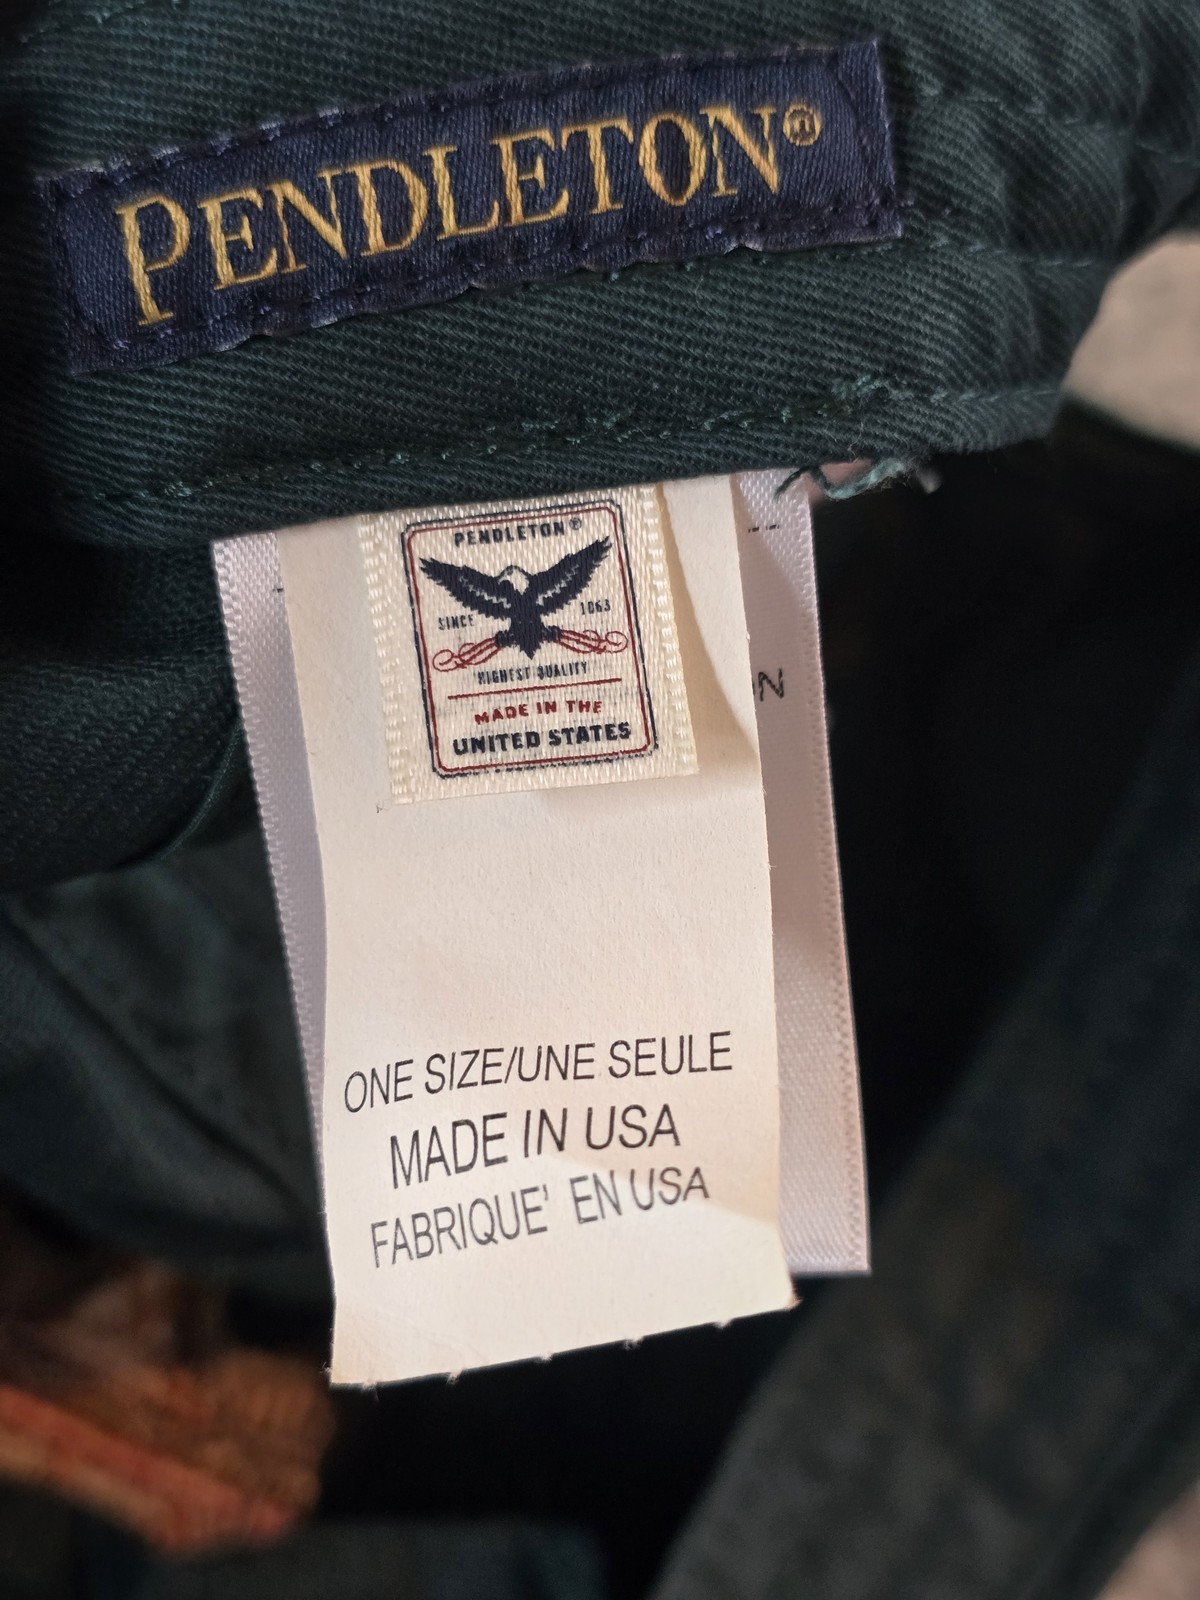 PENDLETON®
PENDLETON®
SINCE 1863
HIGHEST QUALITY
MADE IN THE
UNITED STATES
ONE SIZE/UNE SEULE
MADE IN USA
FABRIQUE' EN USA